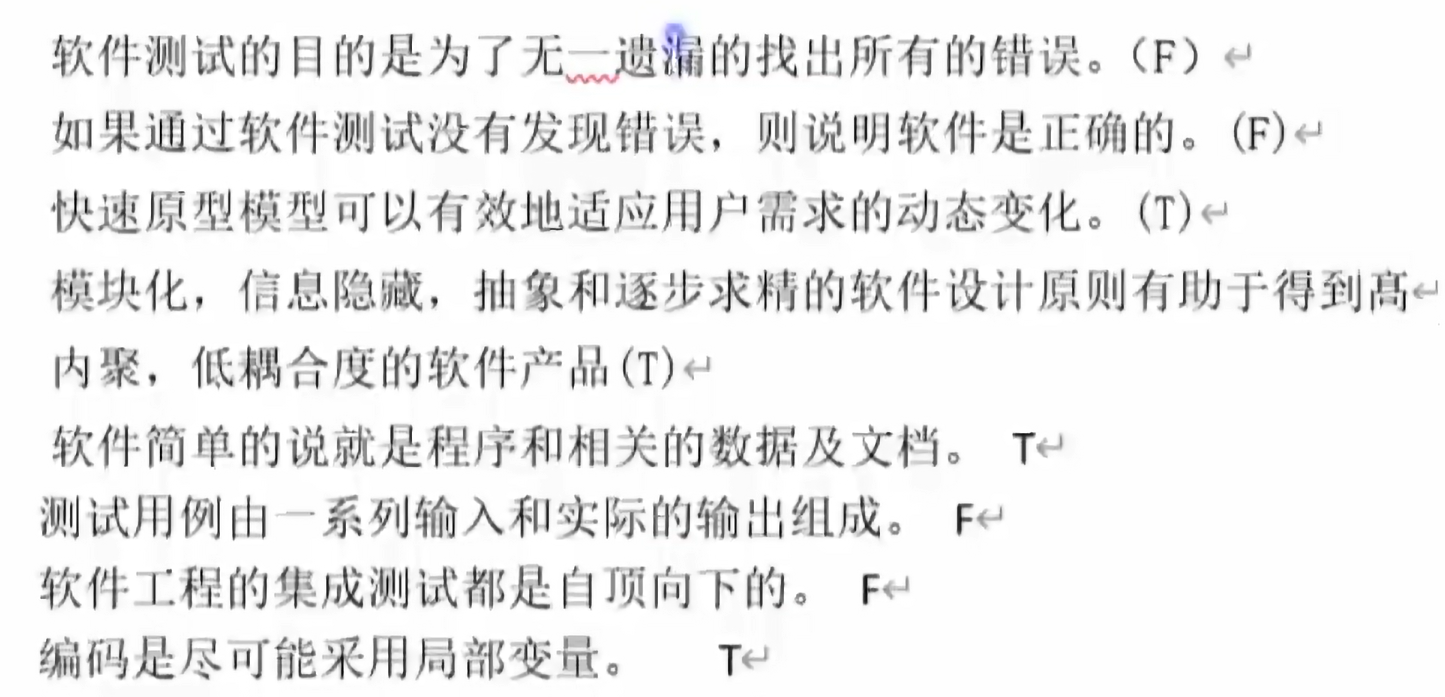 软件测试的目的是为了无一遗漏的找出所有的错误。（F）
如果通过软件测试没有发现错误，则说明软件是正确的。(F)
快速原型模型可以有效地适应用户需求的动态变化。(T)
模块化，信息隐藏，抽象和逐步求精的软件设计原则有助于得到高
内聚，低耦合度的软件产品(T)
软件简单的说就是程序和相关的数据及文档。 T
测试用例由一系列输入和实际的输出组成。 F
软件工程的集成测试都是自顶向下的。 F
编码是尽可能采用局部变量。 T